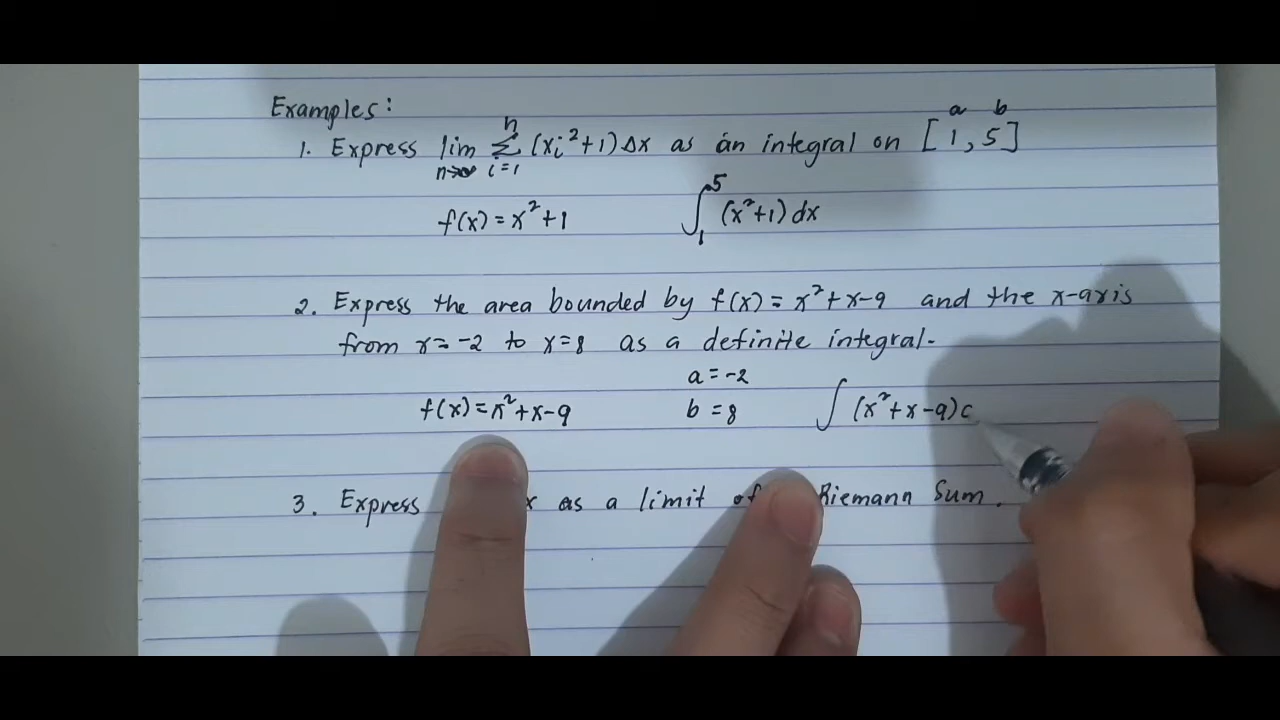 Examples:
a b
1. Express lim n→∞ n Σ i=1 (xi²+1) Δx as an integral on [1, 5]
f(x) = x²+1 ∫₁⁵ (x²+1) dx
2. Express the area bounded by f(x) = x²+x-9 and the x-axis
from x=-2 to x=8 as a definite integral.
a = -2
f(x) = x²+x-9 b = 8 ∫ (x²+x-9)
3. Express x as a limit of Riemann Sum.